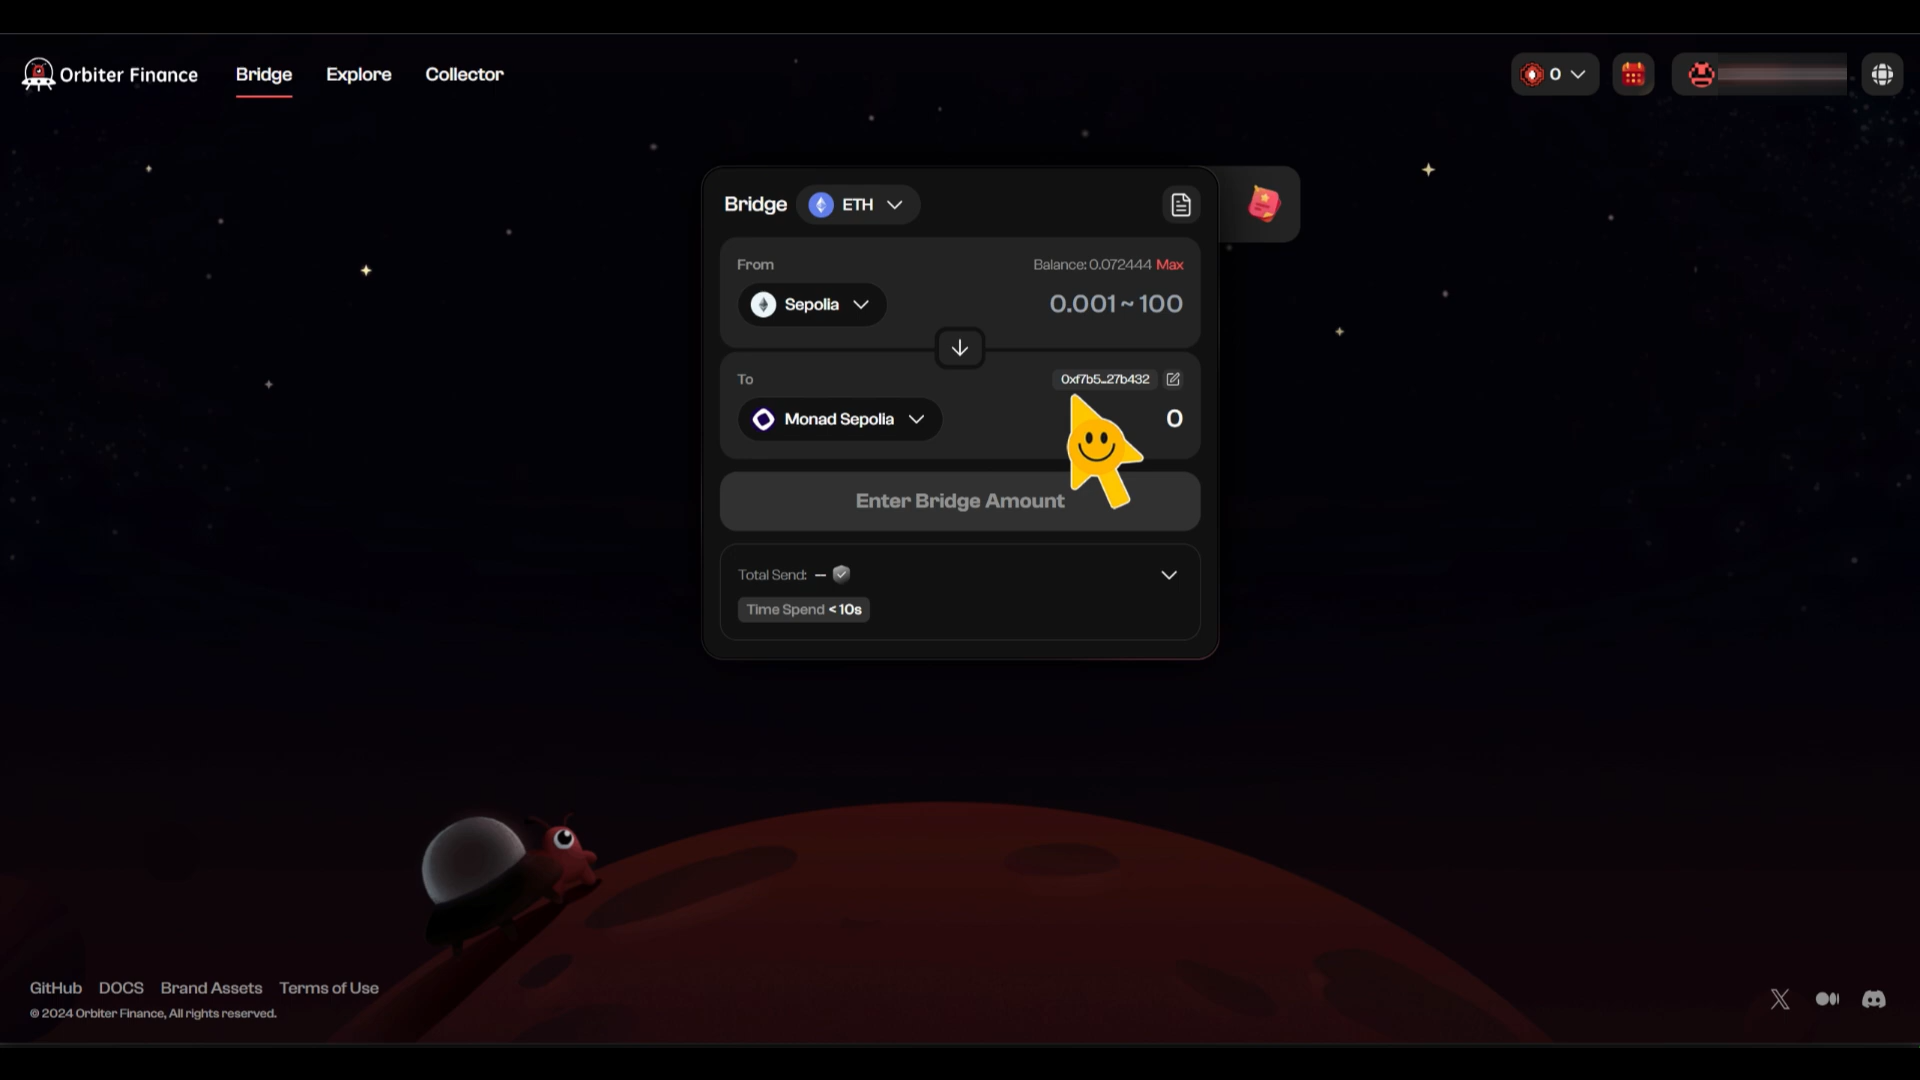 Orbiter Finance
Bridge
Explore
Collector
0
Bridge
ETH
From
Balance: 0.072444 Max
Sepolia
0.001 ~ 100
To
0xf7b5...27b432
Monad Sepolia
0
Enter Bridge Amount
Total Send: –
Time Spend < 10s
GitHub DOCS Brand Assets Terms of Use
© 2024 Orbiter Finance, All rights reserved.